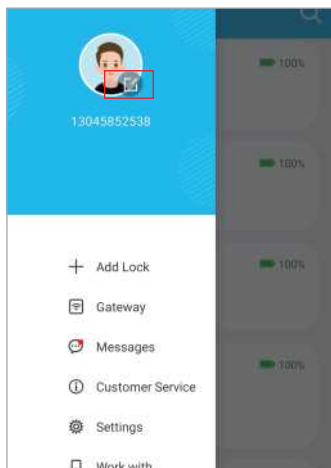 100%
13045852538
100%
Add Lock
100%
Gateway
Messages
100%
Customer Service
Settings
Work with